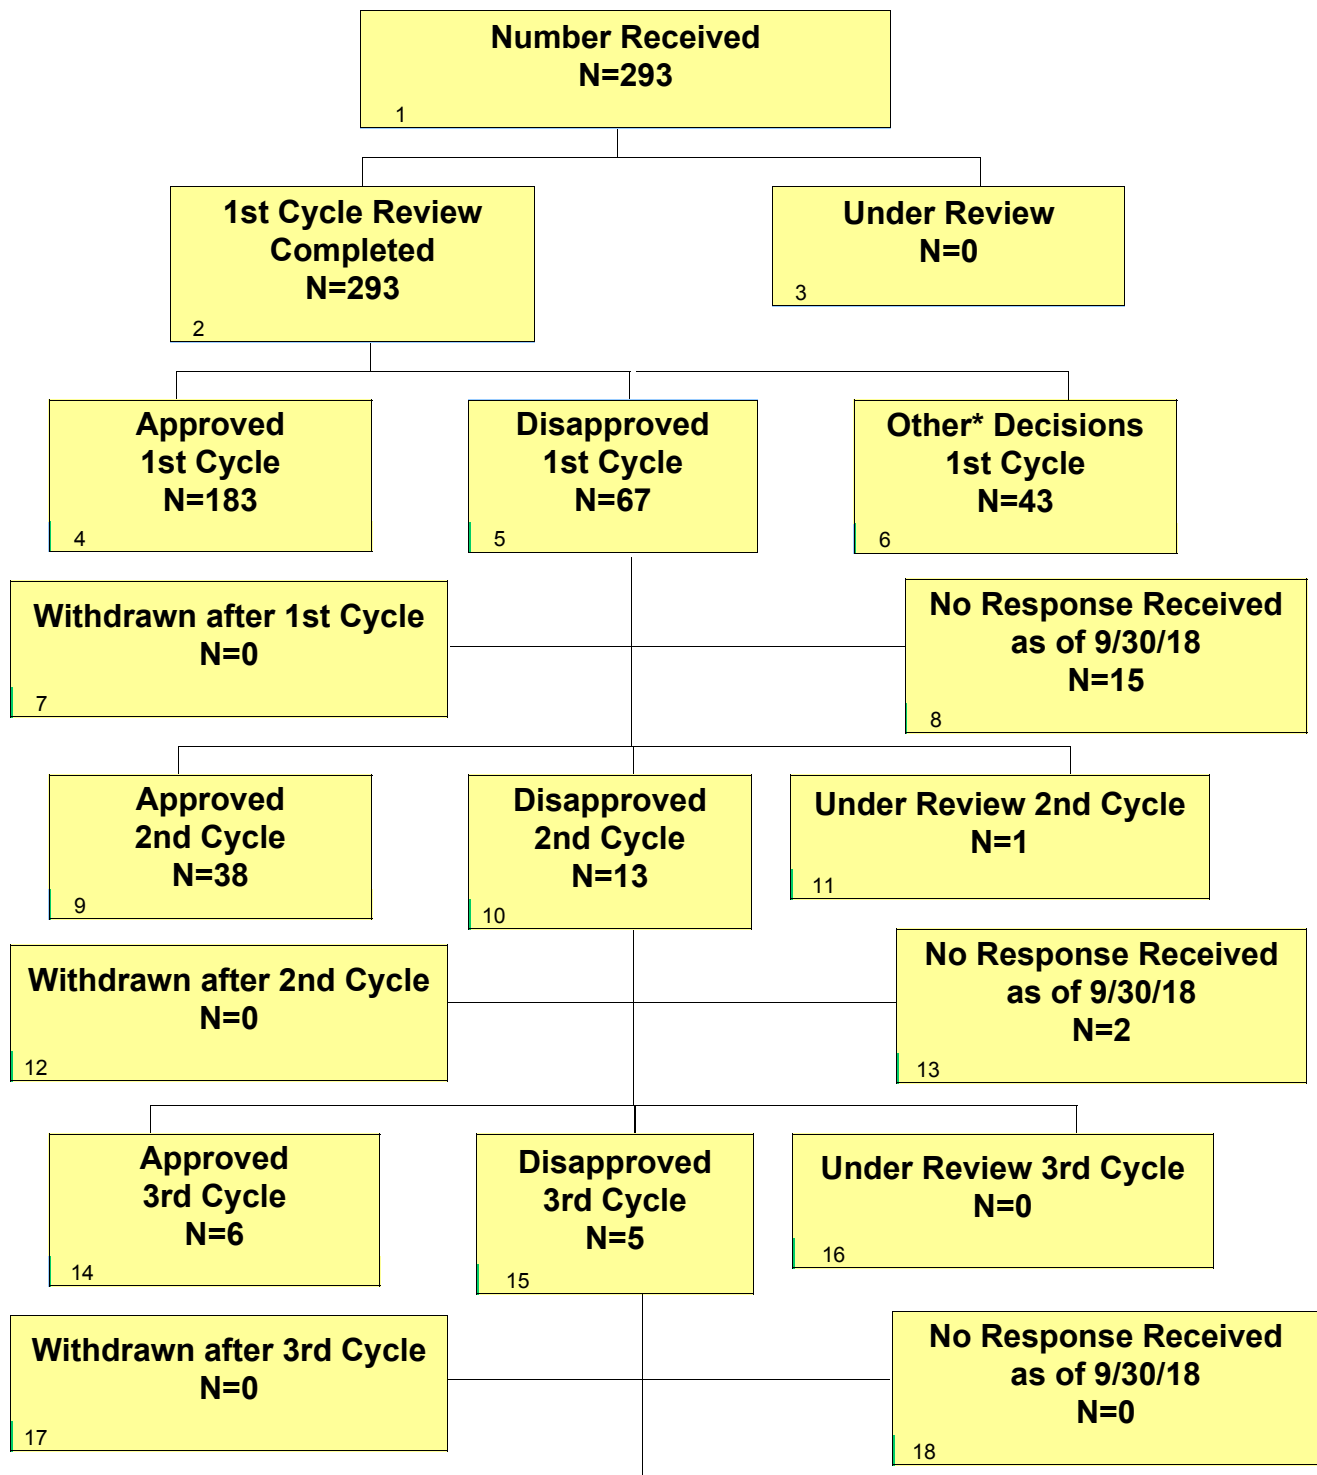 Number Received
N=293
1
1st Cycle Review
Completed
N=293
2
Under Review
N=0
3
Approved
1st Cycle
N=183
4
Disapproved
1st Cycle
N=67
5
Other* Decisions
1st Cycle
N=43
6
Withdrawn after 1st Cycle
N=0
7
No Response Received
as of 9/30/18
N=15
8
Approved
2nd Cycle
N=38
9
Disapproved
2nd Cycle
N=13
10
Under Review 2nd Cycle
N=1
11
Withdrawn after 2nd Cycle
N=0
12
No Response Received
as of 9/30/18
N=2
13
Approved
3rd Cycle
N=6
14
Disapproved
3rd Cycle
N=5
15
Under Review 3rd Cycle
N=0
16
Withdrawn after 3rd Cycle
N=0
17
No Response Received
as of 9/30/18
N=0
18